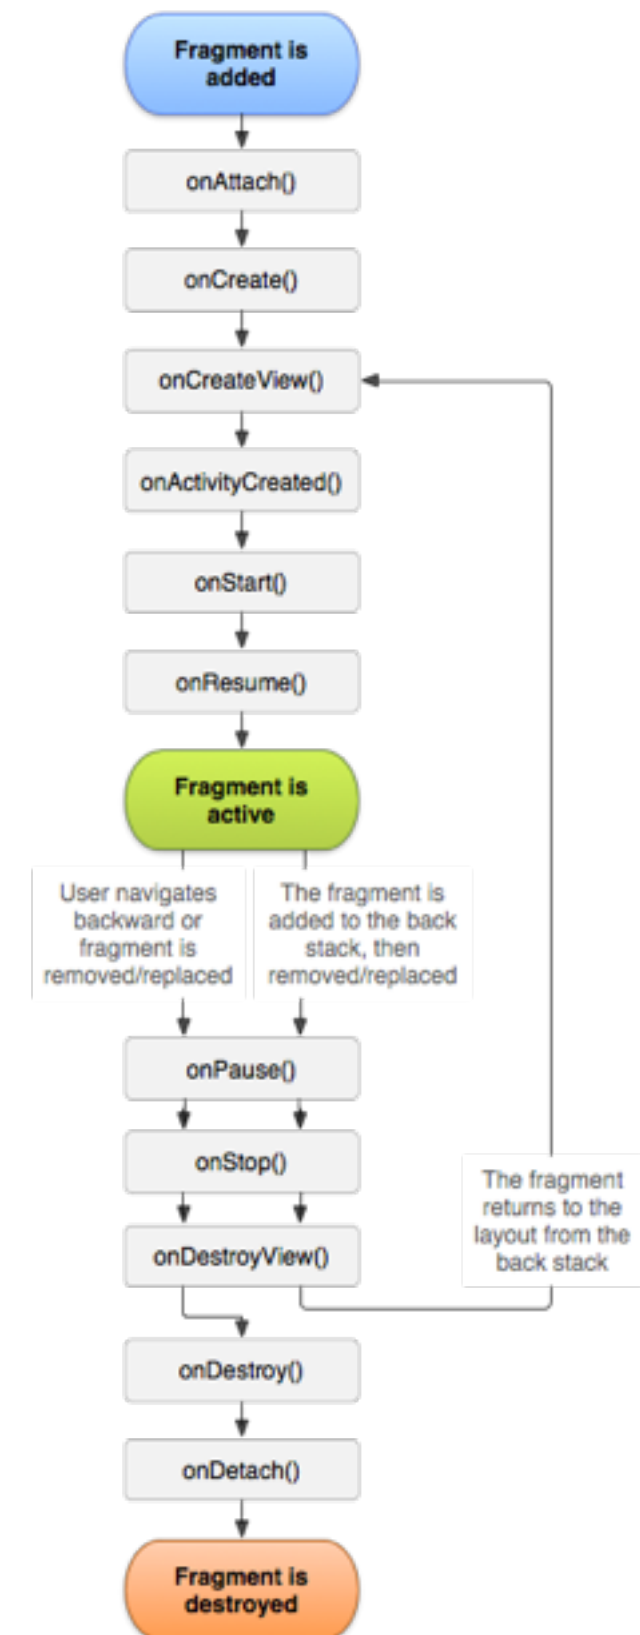 Fragment is
added
onAttach()
onCreate()
onCreateView()
onActivityCreated()
onStart()
onResume()
Fragment is
active
User navigates
backward or
fragment is
removed/replaced
The fragment is
added to the back
stack, then
removed/replaced
onPause()
onStop()
onDestroyView()
The fragment
returns to the
layout from the
back stack
onDestroy()
onDetach()
Fragment is
destroyed